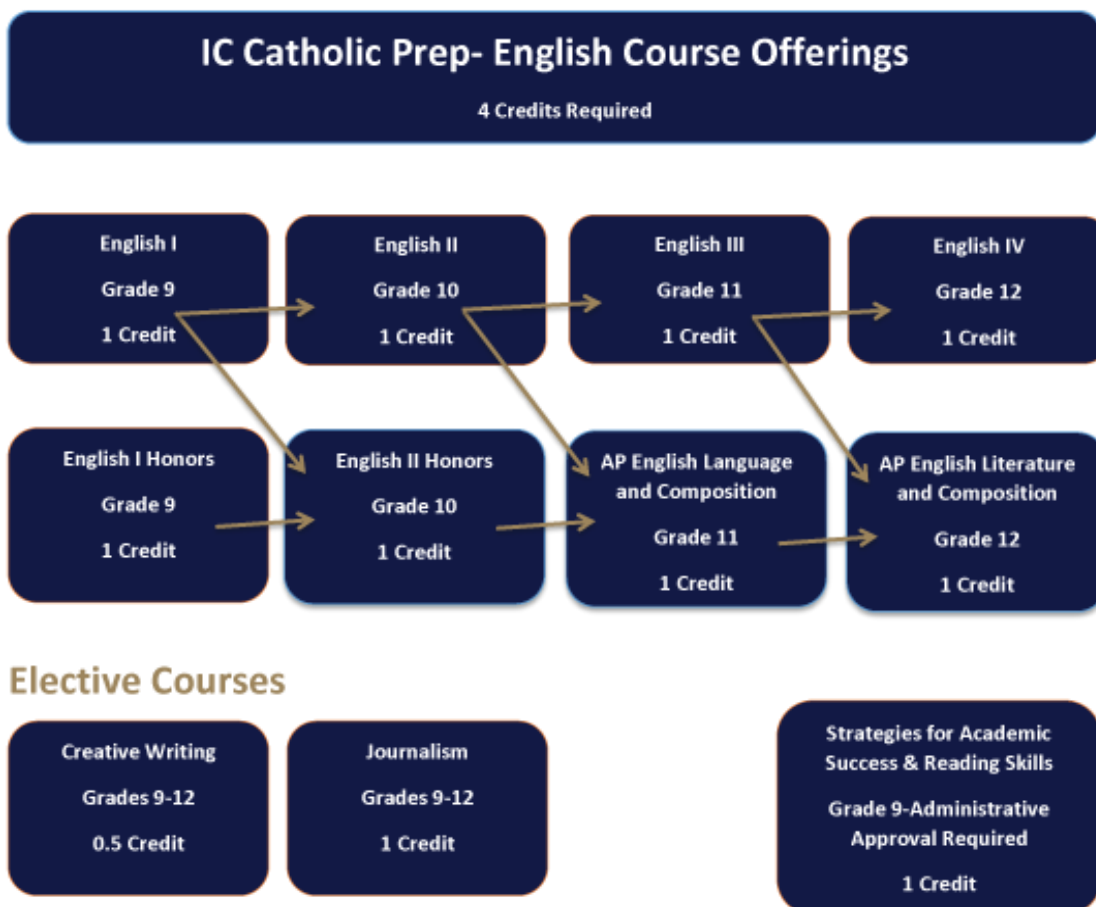 IC Catholic Prep- English Course Offerings
4 Credits Required
English I
Grade 9
1 Credit
English II
Grade 10
1 Credit
English III
Grade 11
1 Credit
English IV
Grade 12
1 Credit
English I Honors
Grade 9
1 Credit
English II Honors
Grade 10
1 Credit
AP English Language
and Composition
Grade 11
1 Credit
AP English Literature
and Composition
Grade 12
1 Credit
Elective Courses
Creative Writing
Grades 9-12
0.5 Credit
Journalism
Grades 9-12
1 Credit
Strategies for Academic
Success & Reading Skills
Grade 9-Administrative
Approval Required
1 Credit